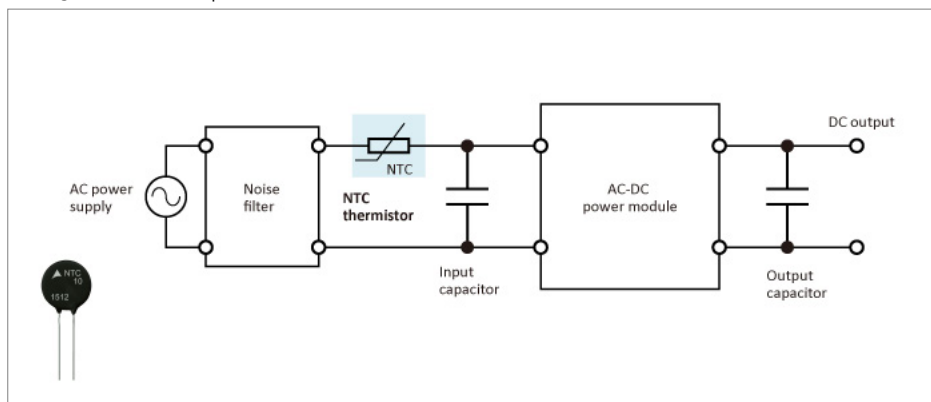 AC power
supply
Noise
filter
NTC
NTC
thermistor
Input
capacitor
AC-DC
power module
DC output
Output
capacitor
NTC
10
1512